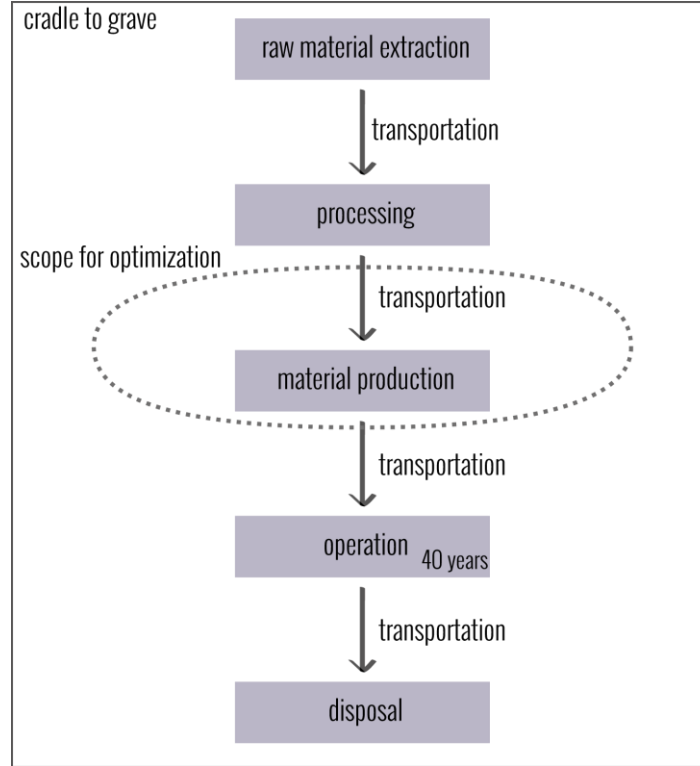 cradle to grave
raw material extraction
transportation
processing
scope for optimization
transportation
material production
transportation
operation
40 years
transportation
disposal